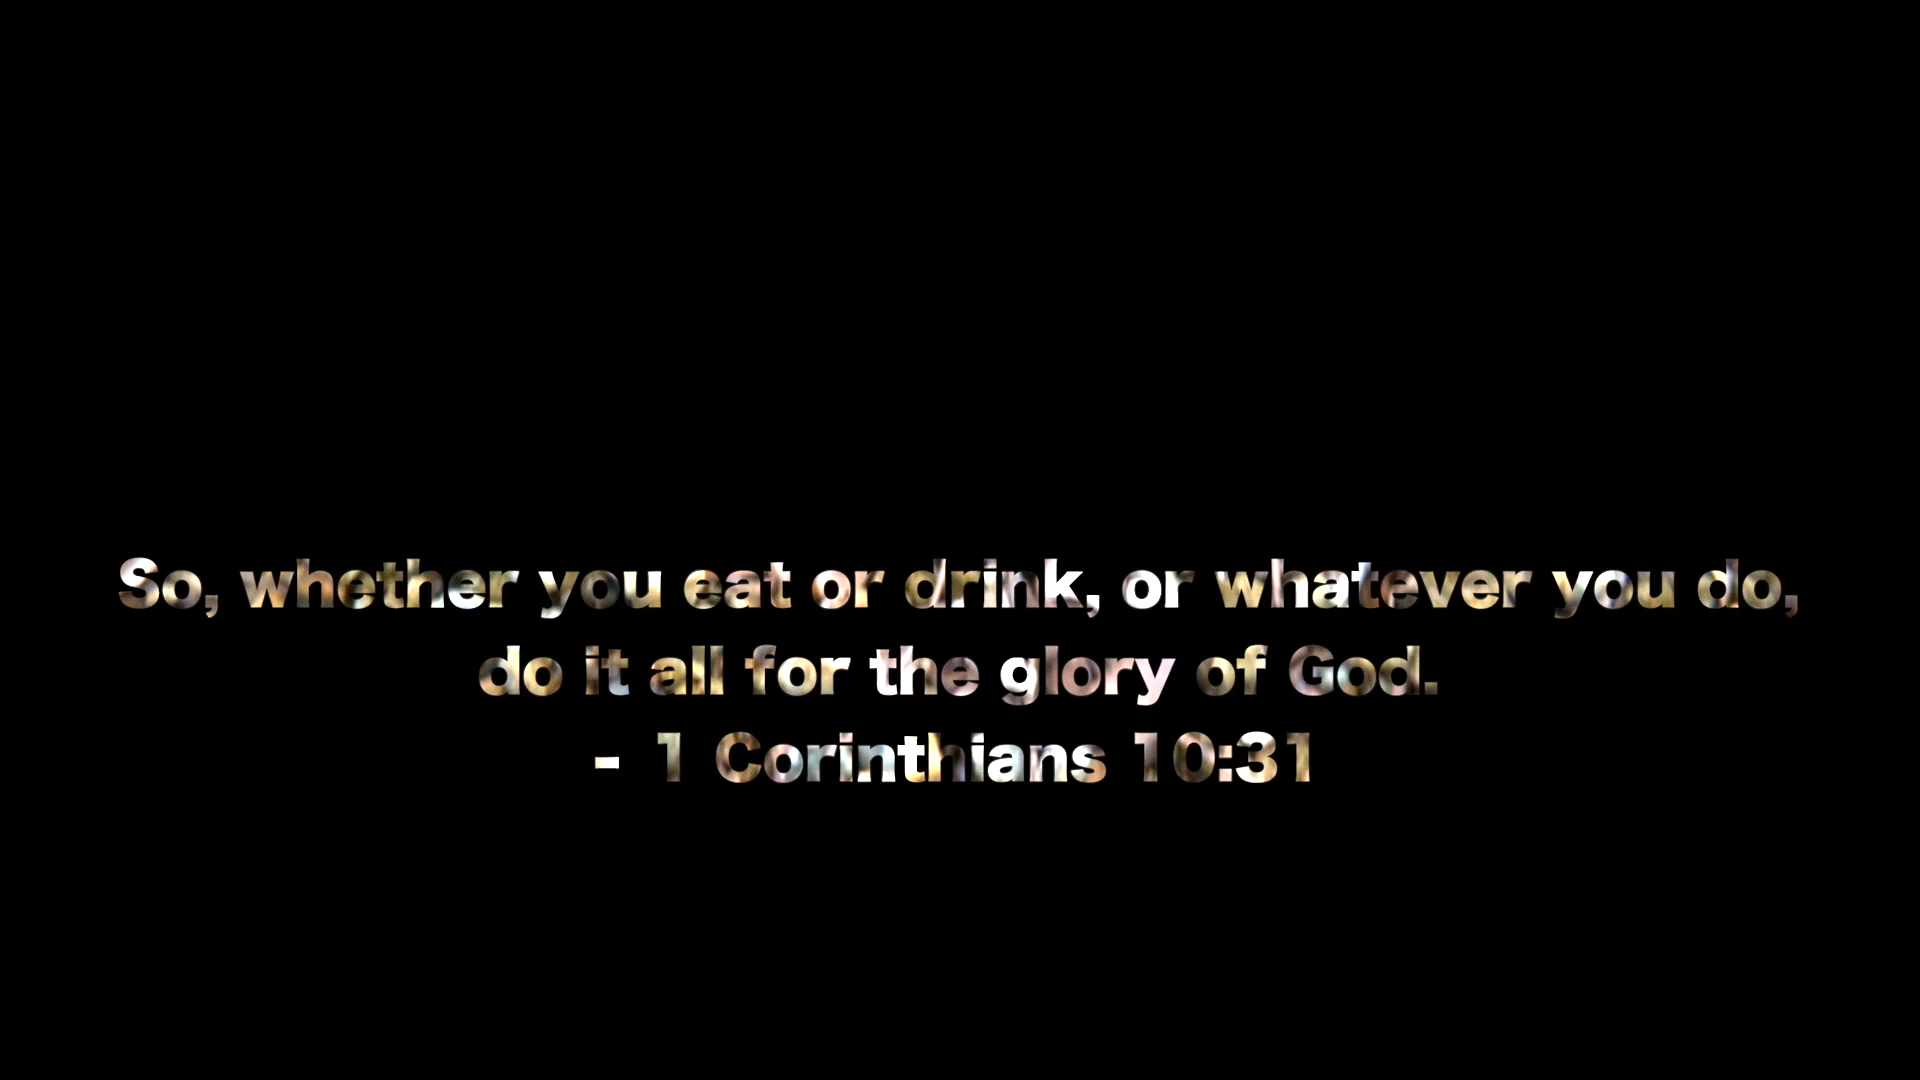 So, whether you eat or drink, or whatever you do,
do it all for the glory of God.
- 1 Corinthians 10:31